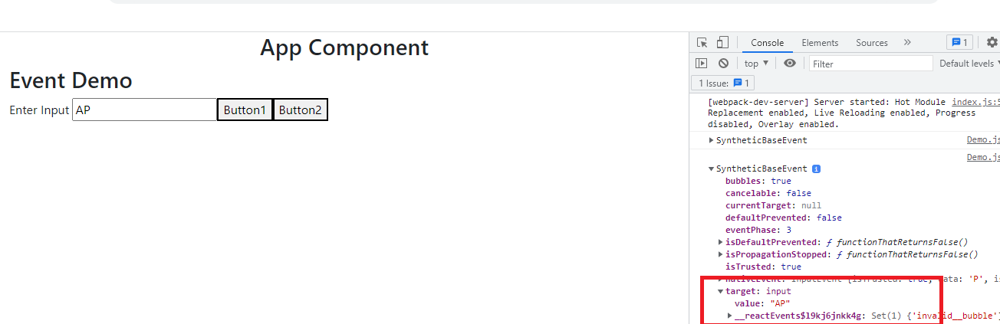 App Component
Event Demo
Enter Input AP Button1 Button2
Console Elements Sources » 1
top ▼ Filter Default levels
1 Issue: 1
[webpack-dev-server] Server started: Hot Module index.js:5
Replacement enabled, Live Reloading enabled, Progress
disabled, Overlay enabled.
▶ SyntheticBaseEvent Demo.js
Demo.js
▼ SyntheticBaseEvent i
bubbles: true
cancelable: false
currentTarget: null
defaultPrevented: false
eventPhase: 3
▶ isDefaultPrevented: ƒ functionThatReturnsFalse()
▶ isPropagationStopped: ƒ functionThatReturnsFalse()
isTrusted: true
▶ nativeEvent: InputEvent {isTrusted: true, data: 'P', is
▼ target: input
value: "AP"
▶ __reactEvents$l9kj6jnkk4g: Set(1) {'invalid__bubble'}